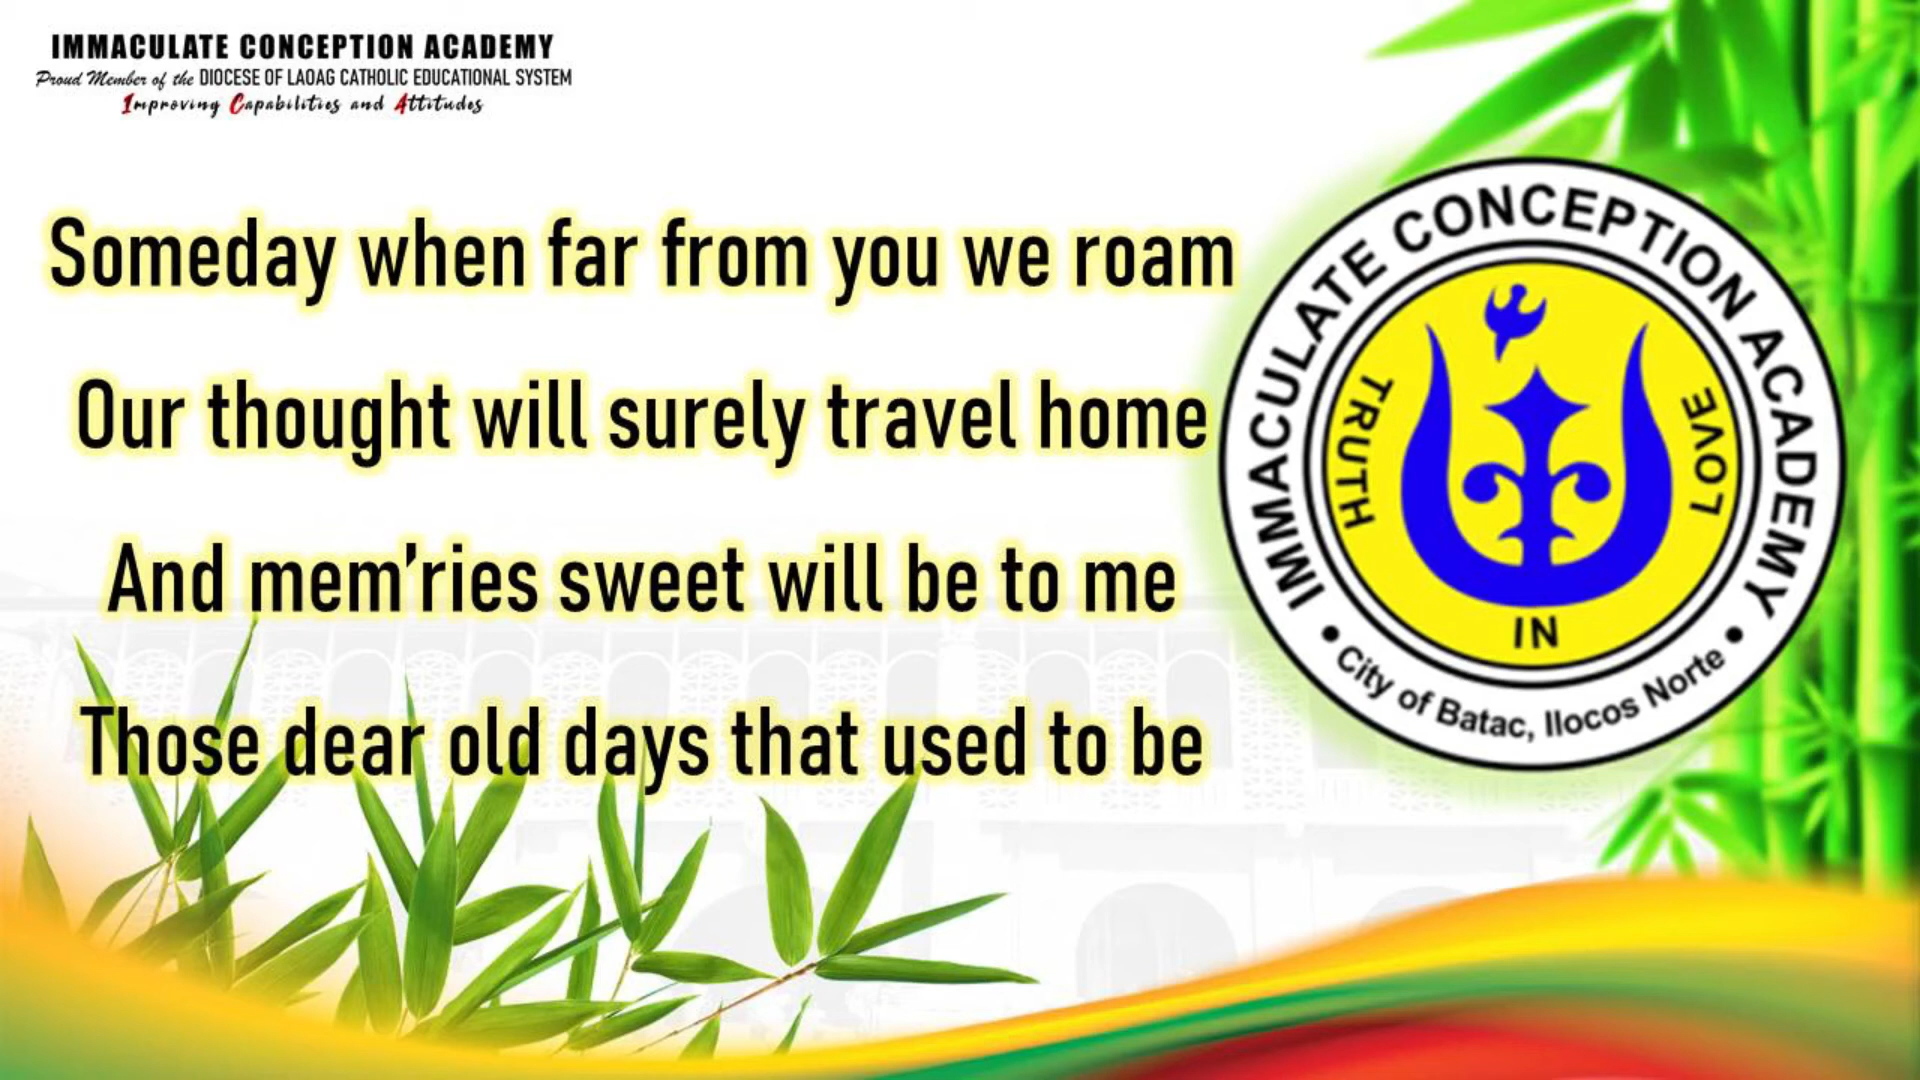 IMMACULATE CONCEPTION ACADEMY
Proud Member of the DIOCESE OF LAOAG CATHOLIC EDUCATIONAL SYSTEM
Improving Capabilities and Attitudes
Someday when far from you we roam
Our thought will surely travel home
And mem'ries sweet will be to me
Those dear old days that used to be
IMMACULATE CONCEPTION ACADEMY
TRUTH
IN
LOVE
• City of Batac, Ilocos Norte •